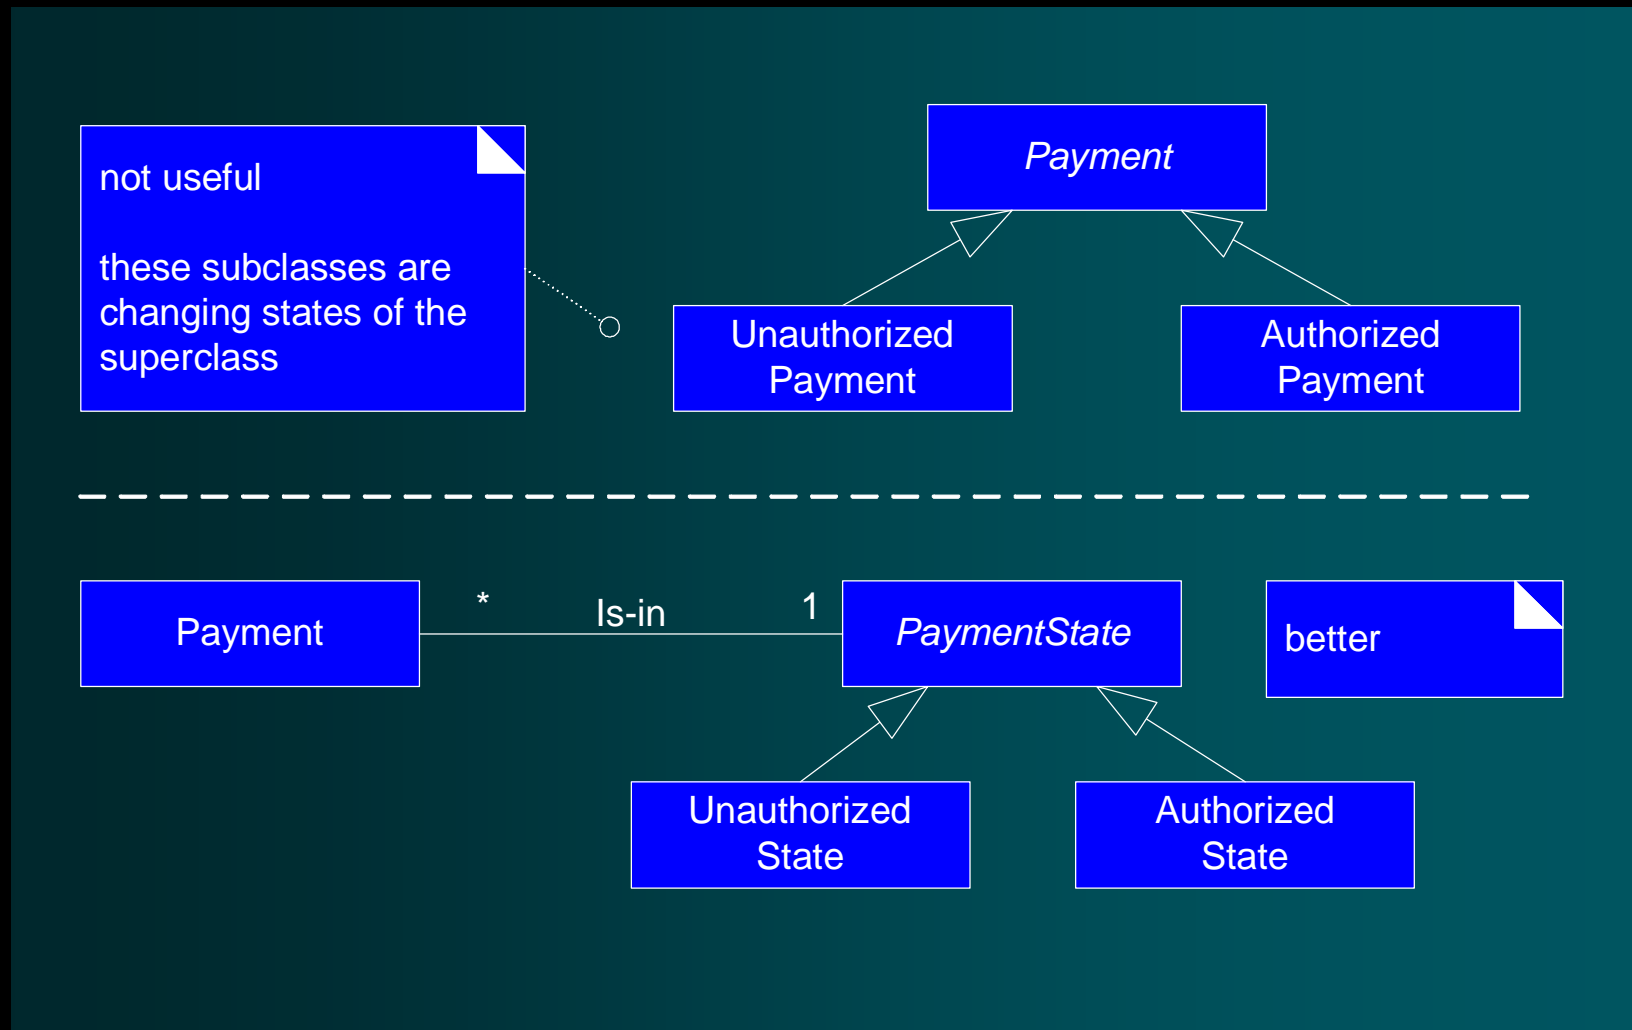 not useful
these subclasses are
changing states of the
superclass
Payment
Unauthorized
Payment
Authorized
Payment
Payment
*
Is-in
1
PaymentState
better
Unauthorized
State
Authorized
State